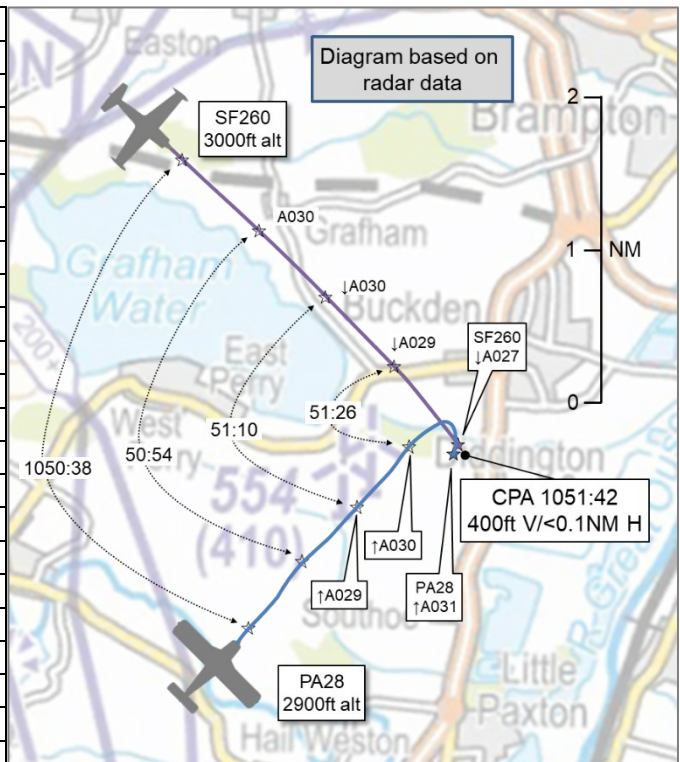 Easton
Diagram based on
radar data
SF260
3000ft alt
2
Brampton
A030
Grafham
1
NM
Grafham
Water
↓A030
Buckden
200+
↓A029
SF260
↓A027
East
Perry
0
51:26
West
51:10
Diddington
1050:38
50:54
554
(410)
CPA 1051:42
400ft V/<0.1NM H
↑A030
↑A029
PA28
↑A031
Southoe
PA28
2900ft alt
Little
Paxton
Hail Weston